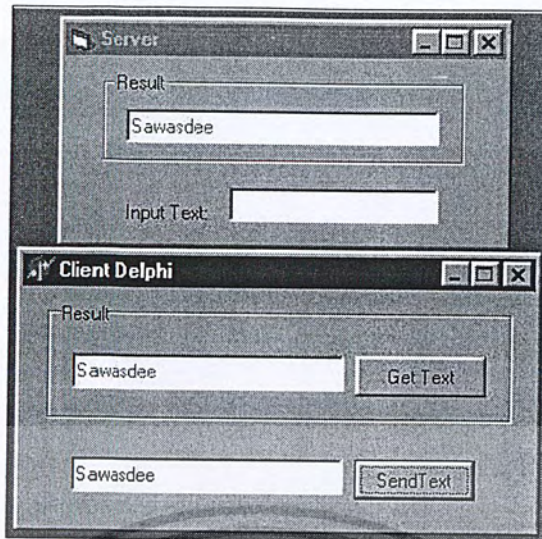 Server
Result
Sawasdee
Input Text:
Client Delphi
Result
Sawasdee
Get Text
Sawasdee
SendText